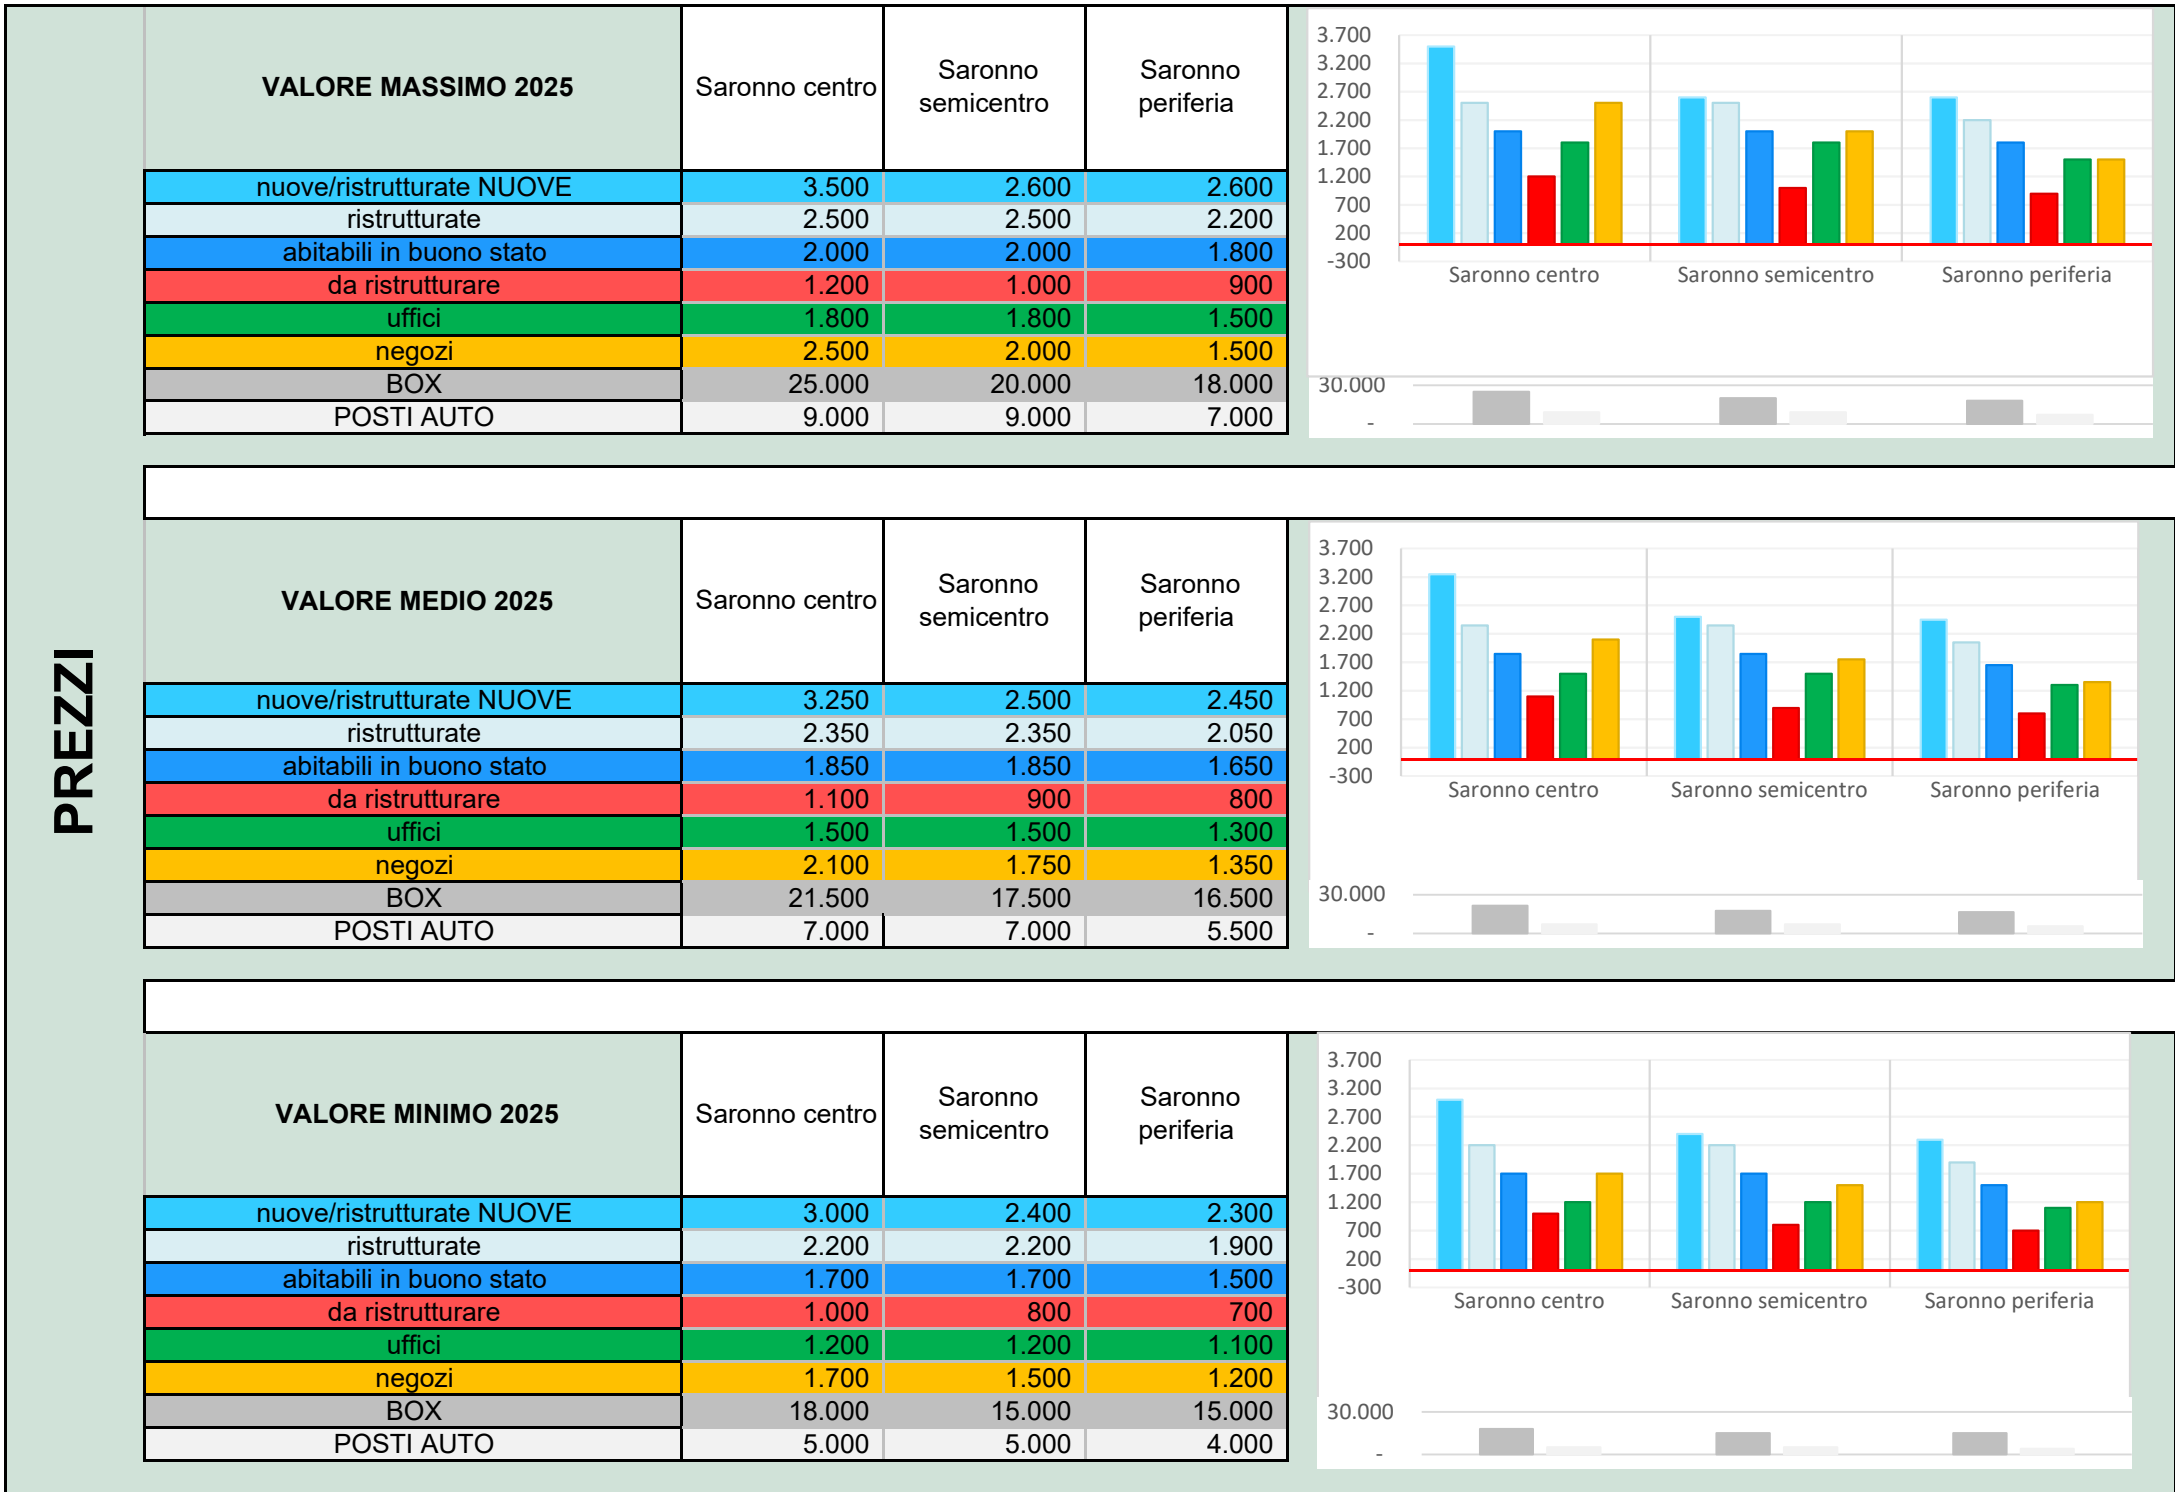 PREZZI
VALORE MASSIMO 2025 Saronno centro Saronno semicentro Saronno periferia
nuove/ristrutturate NUOVE 3.500 2.600 2.600
ristrutturate 2.500 2.500 2.200
abitabili in buono stato 2.000 2.000 1.800
da ristrutturare 1.200 1.000 900
uffici 1.800 1.800 1.500
negozi 2.500 2.000 1.500
BOX 25.000 20.000 18.000
POSTI AUTO 9.000 9.000 7.000
3.700
3.200
2.700
2.200
1.700
1.200
700
200
-300
Saronno centro Saronno semicentro Saronno periferia
30.000
-
VALORE MEDIO 2025 Saronno centro Saronno semicentro Saronno periferia
nuove/ristrutturate NUOVE 3.250 2.500 2.450
ristrutturate 2.350 2.350 2.050
abitabili in buono stato 1.850 1.850 1.650
da ristrutturare 1.100 900 800
uffici 1.500 1.500 1.300
negozi 2.100 1.750 1.350
BOX 21.500 17.500 16.500
POSTI AUTO 7.000 7.000 5.500
3.700
3.200
2.700
2.200
1.700
1.200
700
200
-300
Saronno centro Saronno semicentro Saronno periferia
30.000
-
VALORE MINIMO 2025 Saronno centro Saronno semicentro Saronno periferia
nuove/ristrutturate NUOVE 3.000 2.400 2.300
ristrutturate 2.200 2.200 1.900
abitabili in buono stato 1.700 1.700 1.500
da ristrutturare 1.000 800 700
uffici 1.200 1.200 1.100
negozi 1.700 1.500 1.200
BOX 18.000 15.000 15.000
POSTI AUTO 5.000 5.000 4.000
3.700
3.200
2.700
2.200
1.700
1.200
700
200
-300
Saronno centro Saronno semicentro Saronno periferia
30.000
-